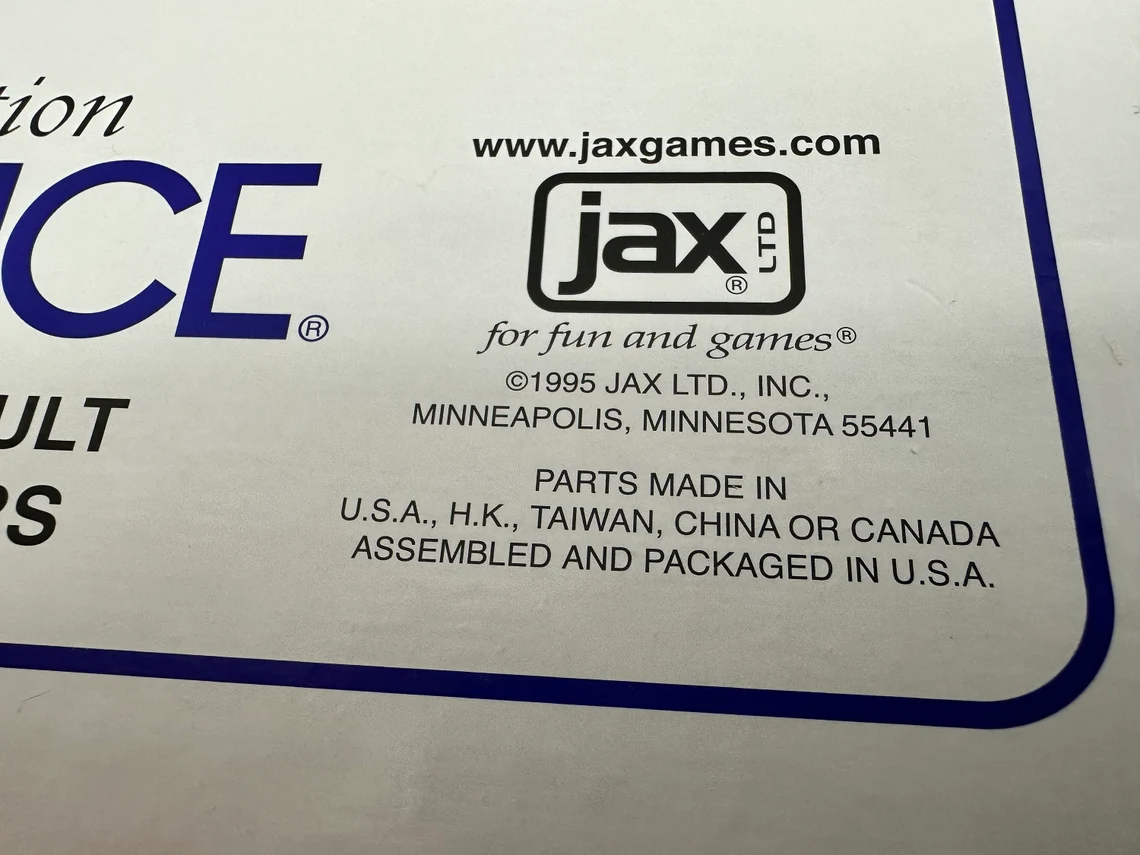 tion
ICE®
ULT
RS
www.jaxgames.com
jax® LTD
for fun and games®
©1995 JAX LTD., INC.,
MINNEAPOLIS, MINNESOTA 55441
PARTS MADE IN
U.S.A., H.K., TAIWAN, CHINA OR CANADA
ASSEMBLED AND PACKAGED IN U.S.A.